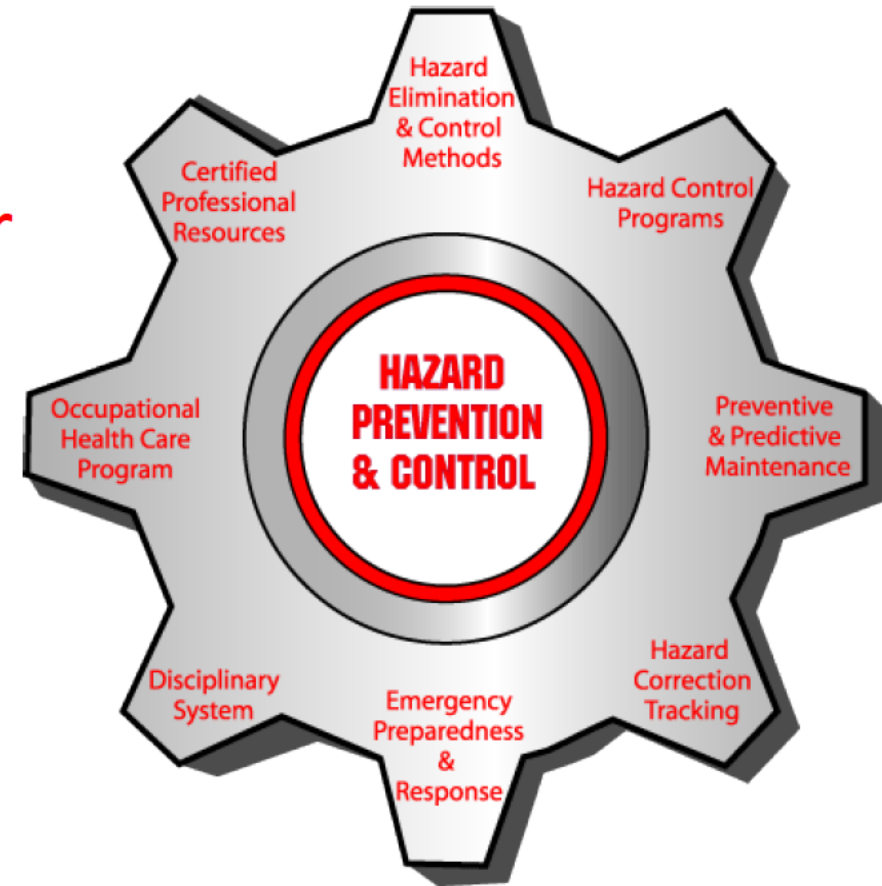 Hazard
Elimination
& Control
Methods
Certified
Professional
Resources
Hazard Control
Programs
HAZARD
PREVENTION
& CONTROL
Occupational
Health Care
Program
Preventive
& Predictive
Maintenance
Disciplinary
System
Emergency
Preparedness
&
Response
Hazard
Correction
Tracking